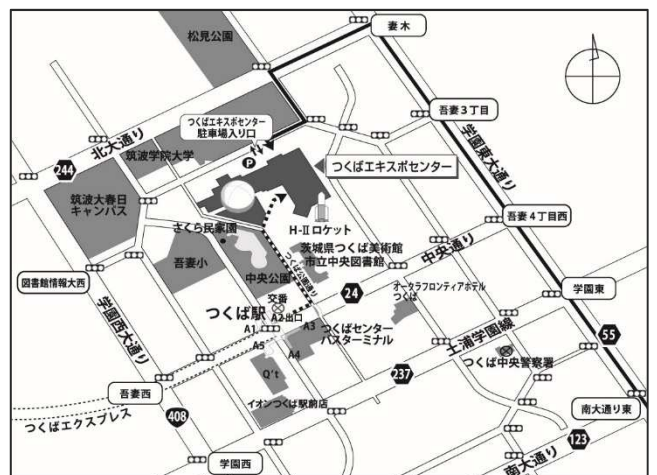 松見公園
妻木
つくばエキスポセンター
駐車場入り口
吾妻3丁目
北大通り
筑波学院大学
P
学園東大通り
244
つくばエキスポセンター
筑波大春日
キャンパス
さくら民家園
H-Ⅱロケット
吾妻4丁目西
茨城県つくば美術館
市立中央図書館
中央通り
吾妻小
つくば公園通り
図書館情報大西
中央公園
学園東
24
オークラフロンティアホテル
つくば
交番
つくば駅
A2出口
学園西大通り
A1
A3
つくばセンター
バスターミナル
土浦学園線
55
A5
A4
つくば中央警察署
Q't
237
吾妻西
イオンつくば駅前店
南大通り東
つくばエクスプレス
408
123
学園西
南大通り